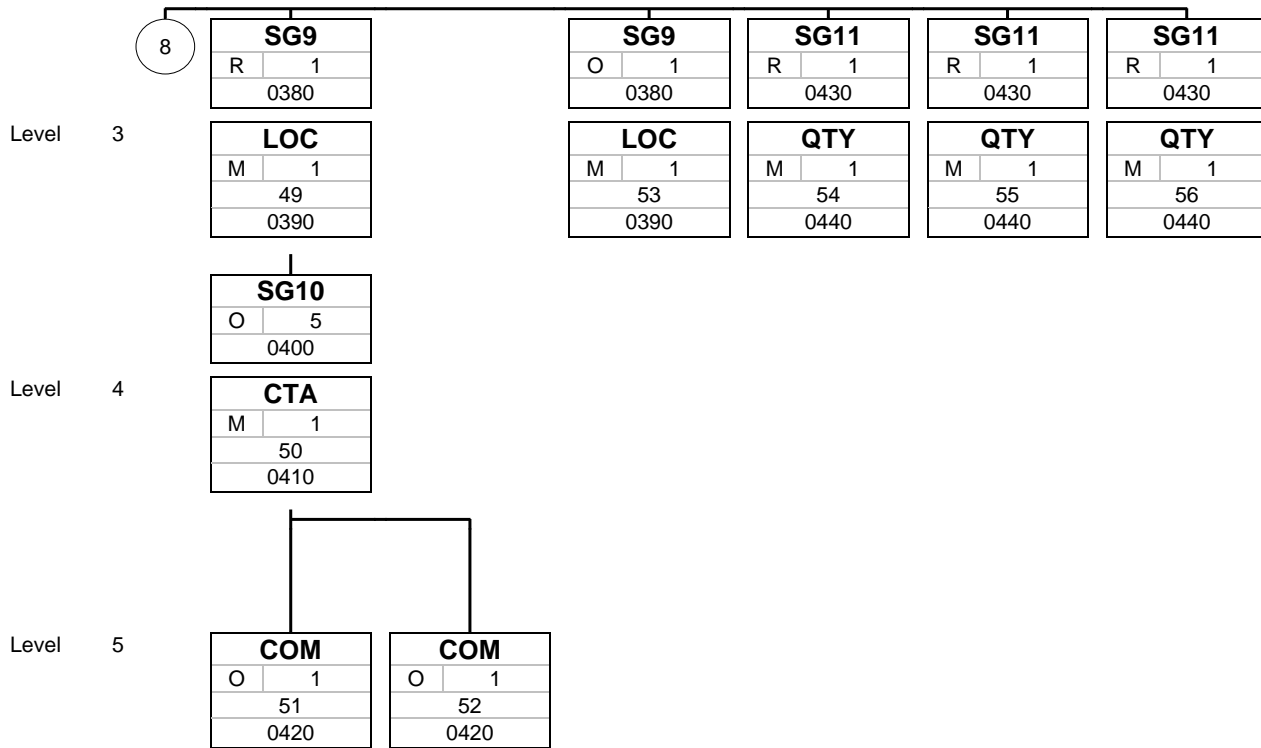 8
SG9 SG9 SG11 SG11 SG11
R 1 O 1 R 1 R 1 R 1
0380 0380 0430 0430 0430
Level 3 LOC LOC QTY QTY QTY
M 1 M 1 M 1 M 1 M 1
49 53 54 55 56
0390 0390 0440 0440 0440
SG10
O 5
0400
Level 4 CTA
M 1
50
0410
Level 5 COM COM
O 1 O 1
51 52
0420 0420